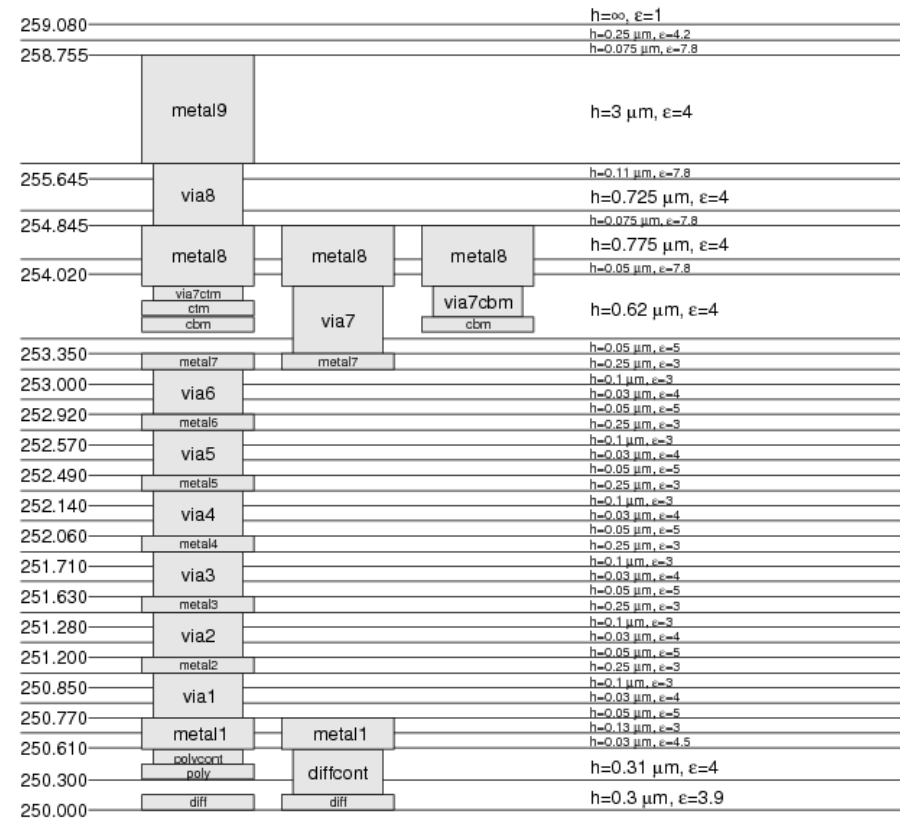 h=∞, ε=1
259.080
h=0.25 μm, ε=4.2
h=0.075 μm, ε=7.8
258.755
metal9
h=3 μm, ε=4
h=0.11 μm, ε=7.8
255.645
via8
h=0.725 μm, ε=4
h=0.075 μm, ε=7.8
254.845
h=0.775 μm, ε=4
metal8 metal8 metal8
h=0.05 μm, ε=7.8
254.020
via7ctm
via7cbm
ctm
h=0.62 μm, ε=4
via7
cbm cbm
h=0.05 μm, ε=5
253.350
metal7 metal7
h=0.25 μm, ε=3
h=0.1 μm, ε=3
253.000
via6
h=0.03 μm, ε=4
h=0.05 μm, ε=5
252.920
metal6
h=0.25 μm, ε=3
h=0.1 μm, ε=3
252.570
via5
h=0.03 μm, ε=4
h=0.05 μm, ε=5
252.490
metal5
h=0.25 μm, ε=3
h=0.1 μm, ε=3
252.140
via4
h=0.03 μm, ε=4
h=0.05 μm, ε=5
252.060
metal4
h=0.25 μm, ε=3
h=0.1 μm, ε=3
251.710
via3
h=0.03 μm, ε=4
h=0.05 μm, ε=5
251.630
metal3
h=0.25 μm, ε=3
h=0.1 μm, ε=3
251.280
via2
h=0.03 μm, ε=4
h=0.05 μm, ε=5
251.200
metal2
h=0.25 μm, ε=3
h=0.1 μm, ε=3
250.850
via1
h=0.03 μm, ε=4
h=0.05 μm, ε=5
250.770
h=0.13 μm, ε=3
metal1 metal1
h=0.03 μm, ε=4.5
250.610
polycont
h=0.31 μm, ε=4
poly
diffcont
250.300
h=0.3 μm, ε=3.9
diff diff
250.000